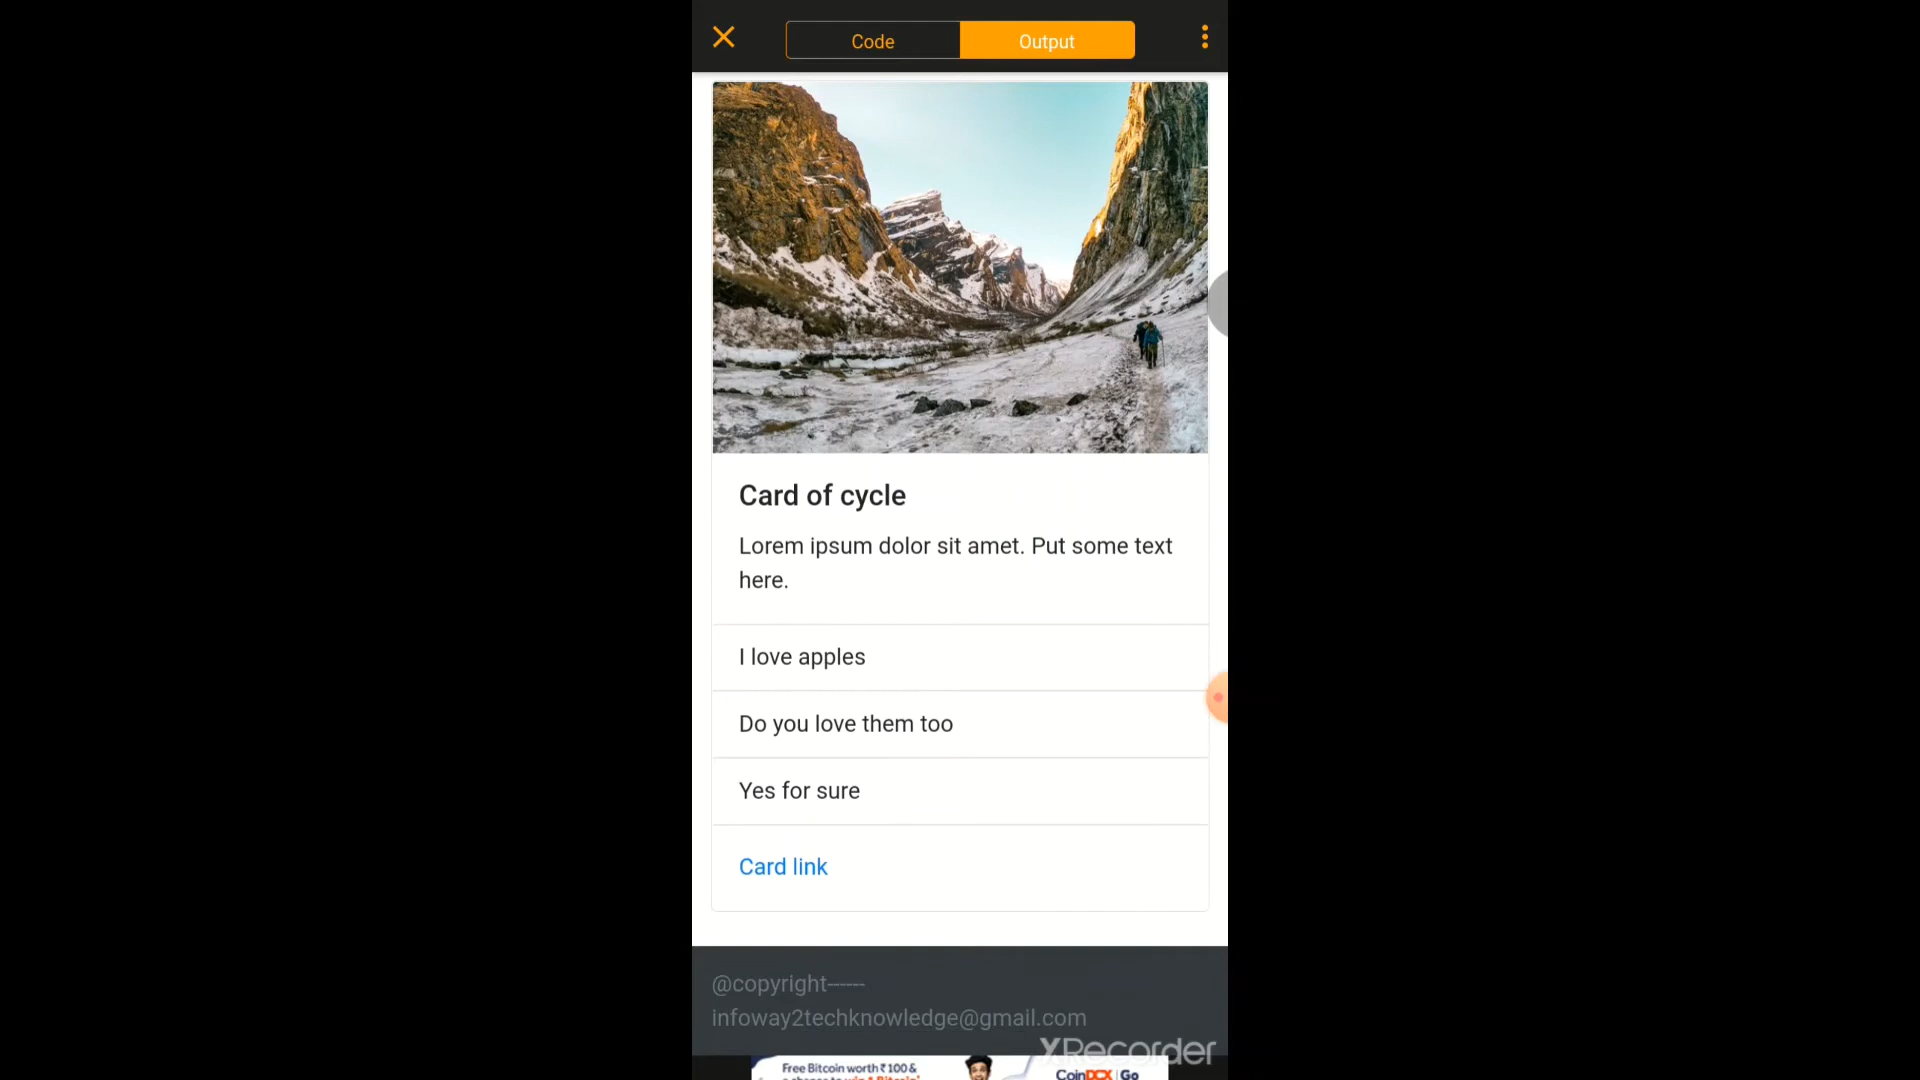 Code
Output
Card of cycle
Lorem ipsum dolor sit amet. Put some text
here.
I love apples
Do you love them too
Yes for sure
Card link
@copyright------
infoway2techknowledge@gmail.com
XRecorder
Free Bitcoin worth ₹100 &
CoinDCX Go